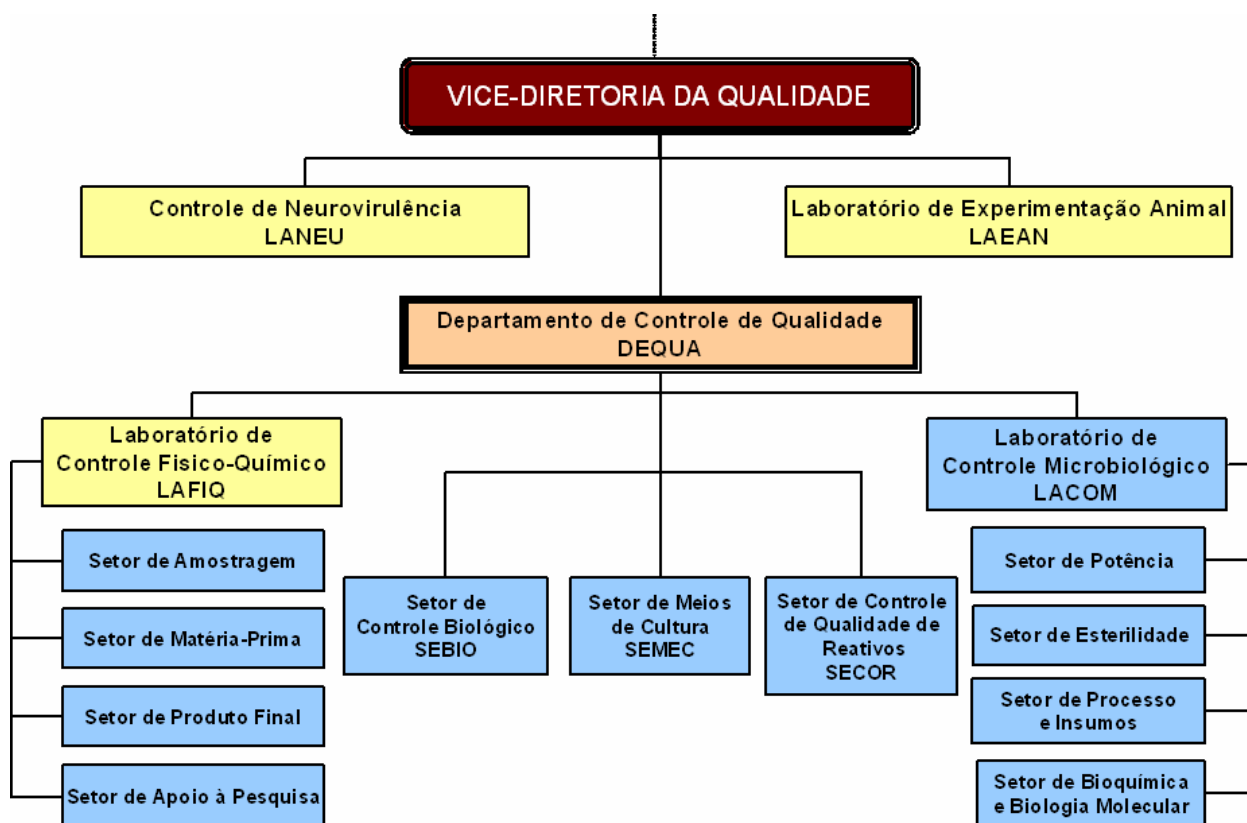 VICE-DIRETORIA DA QUALIDADE
Controle de Neurovirulência
LANEU
Laboratório de Experimentação Animal
LAEAN
Departamento de Controle de Qualidade
DEQUA
Laboratório de
Controle Fisico-Químico
LAFIQ
Setor de Amostragem
Setor de Matéria-Prima
Setor de Produto Final
Setor de Apoio à Pesquisa
Setor de
Controle Biológico
SEBIO
Setor de Meios
de Cultura
SEMEC
Setor de Controle
de Qualidade de
Reativos
SECOR
Laboratório de
Controle Microbiológico
LACOM
Setor de Potência
Setor de Esterilidade
Setor de Processo
e Insumos
Setor de Bioquímica
e Biologia Molecular